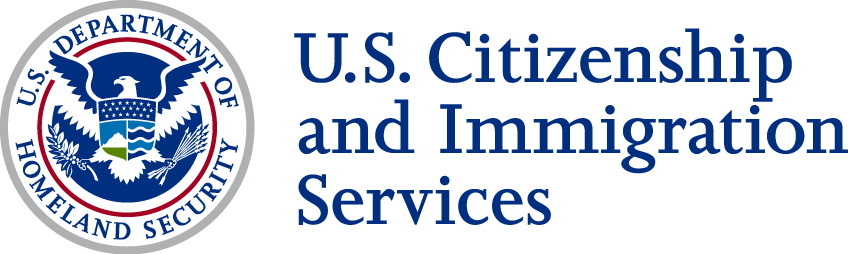 U.S. DEPARTMENT OF
HOMELAND SECURITY
U.S. Citizenship
and Immigration
Services